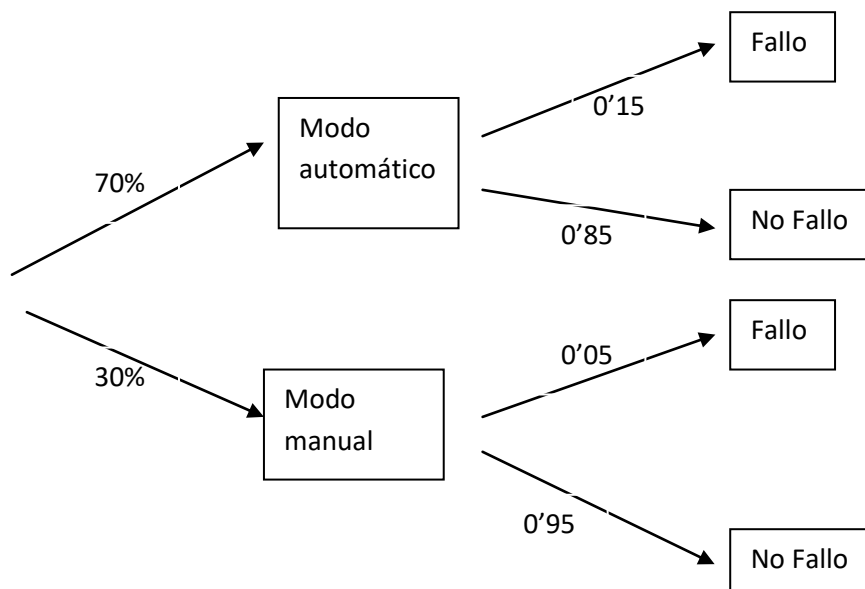 Fallo
0’15
Modo
automático
70%
No Fallo
0’85
Fallo
0’05
30%
Modo
manual
0’95
No Fallo